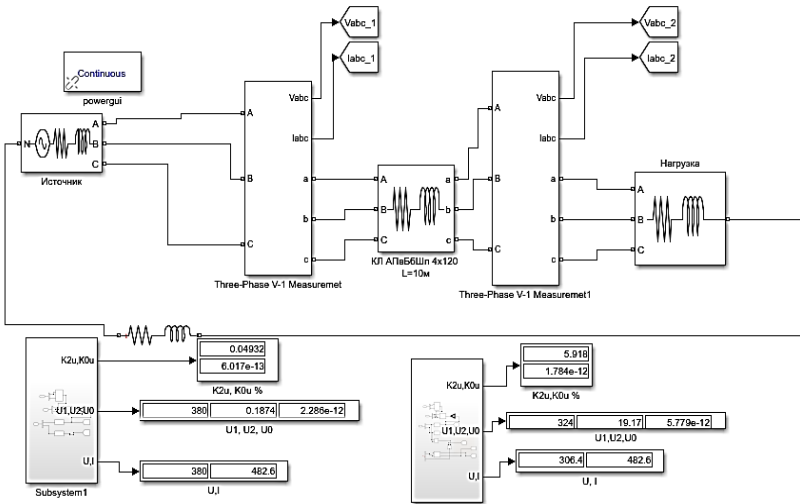 Vabc_1
Vabc_2
Iabc_1
Iabc_2
Continuous
powergui
N
A
B
C
Источник
A
B
C
Vabc
Iabc
a
b
c
Three-Phase V-1 Measuremet
A
B
C
a
b
c
КЛ АПвБбШп 4х120
L=10м
A
B
C
Vabc
Iabc
a
b
c
Three-Phase V-1 Measuremet1
Нагрузка
A
B
C
K2u,K0u
U1,U2,U0
U,I
Subsystem1
0.04932
6.017e-13
K2u, K0u %
380 0.1874 2.286e-12
U1, U2, U0
380 482.6
U,I
K2u,K0u
U1,U2,U0
U,I
5.918
1.784e-12
K2u,K0u %
324 19.17 5.779e-12
U1,U2,U0
306.4 482.6
U, I